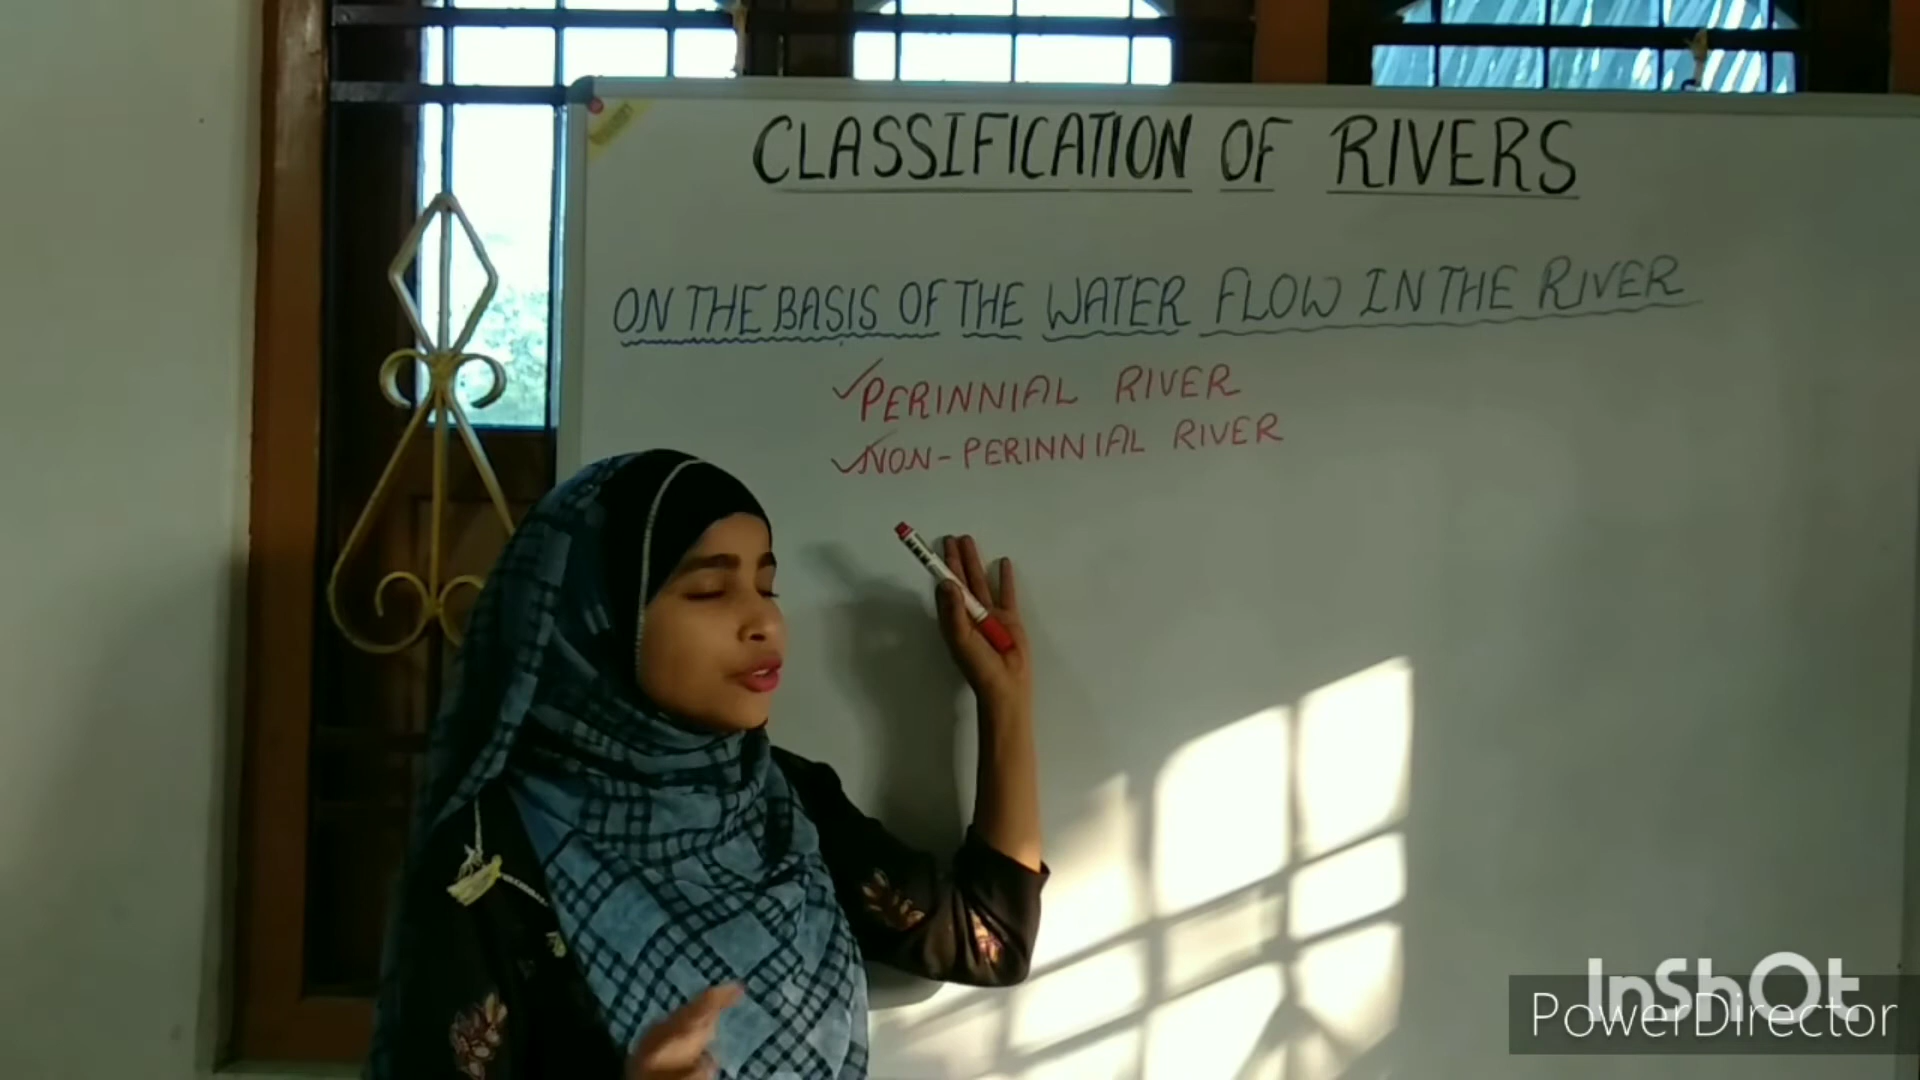 CLASSIFICATION OF RIVERS
ON THE BASIS OF THE WATER FLOW IN THE RIVER
✓PERINNIAL RIVER
✓NON-PERINNIAL RIVER
InShOt
PowerDirector